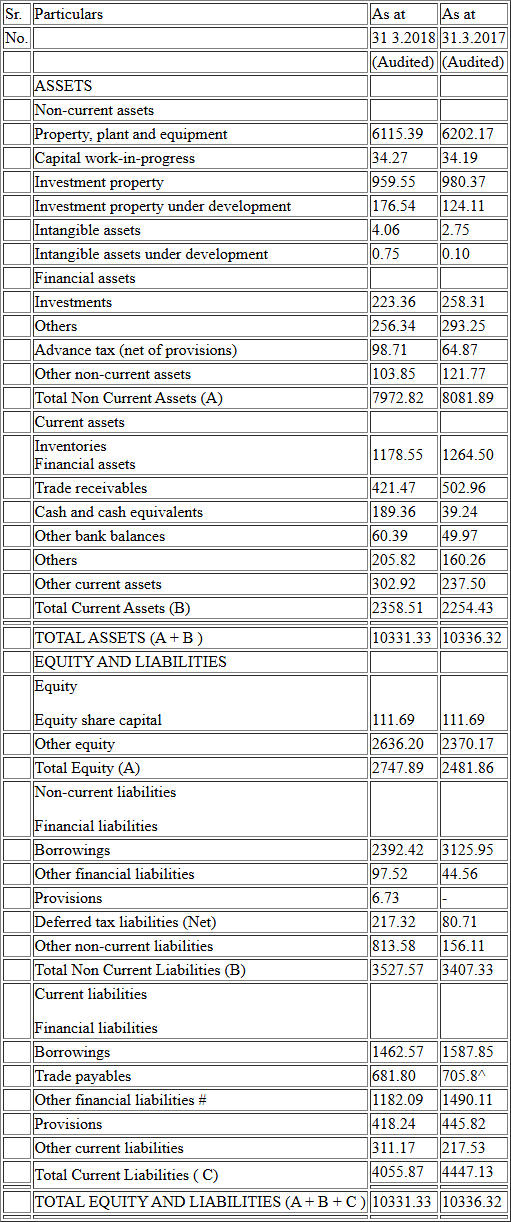 Sr. Particulars As at As at
No. 31 3.2018 31.3.2017
(Audited) (Audited)
ASSETS
Non-current assets
Property, plant and equipment 6115.39 6202.17
Capital work-in-progress 34.27 34.19
Investment property 959.55 980.37
Investment property under development 176.54 124.11
Intangible assets 4.06 2.75
Intangible assets under development 0.75 0.10
Financial assets
Investments 223.36 258.31
Others 256.34 293.25
Advance tax (net of provisions) 98.71 64.87
Other non-current assets 103.85 121.77
Total Non Current Assets (A) 7972.82 8081.89
Current assets
Inventories 1178.55 1264.50
Financial assets
Trade receivables 421.47 502.96
Cash and cash equivalents 189.36 39.24
Other bank balances 60.39 49.97
Others 205.82 160.26
Other current assets 302.92 237.50
Total Current Assets (B) 2358.51 2254.43
TOTAL ASSETS (A + B ) 10331.33 10336.32
EQUITY AND LIABILITIES
Equity
Equity share capital 111.69 111.69
Other equity 2636.20 2370.17
Total Equity (A) 2747.89 2481.86
Non-current liabilities
Financial liabilities
Borrowings 2392.42 3125.95
Other financial liabilities 97.52 44.56
Provisions 6.73 -
Deferred tax liabilities (Net) 217.32 80.71
Other non-current liabilities 813.58 156.11
Total Non Current Liabilities (B) 3527.57 3407.33
Current liabilities
Financial liabilities
Borrowings 1462.57 1587.85
Trade payables 681.80 705.8^
Other financial liabilities # 1182.09 1490.11
Provisions 418.24 445.82
Other current liabilities 311.17 217.53
Total Current Liabilities ( C) 4055.87 4447.13
TOTAL EQUITY AND LIABILITIES (A + B + C ) 10331.33 10336.32